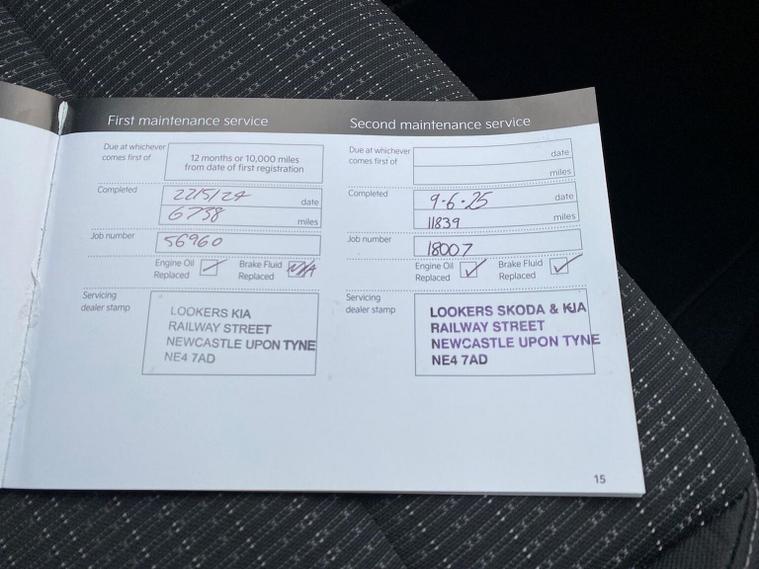 First maintenance service
Due at whichever
comes first of
12 months or 10,000 miles
from date of first registration
Completed
22/5/24
date
6738
miles
Job number
56960
Engine Oil
Replaced
Brake Fluid
Replaced
N/A
Servicing
dealer stamp
LOOKERS KIA
RAILWAY STREET
NEWCASTLE UPON TYNE
NE4 7AD
Second maintenance service
Due at whichever
comes first of
date
miles
Completed
9.6.25
date
11839
miles
Job number
18007
Engine Oil
Replaced
Brake Fluid
Replaced
Servicing
dealer stamp
LOOKERS SKODA & KIA
RAILWAY STREET
NEWCASTLE UPON TYNE
NE4 7AD
15